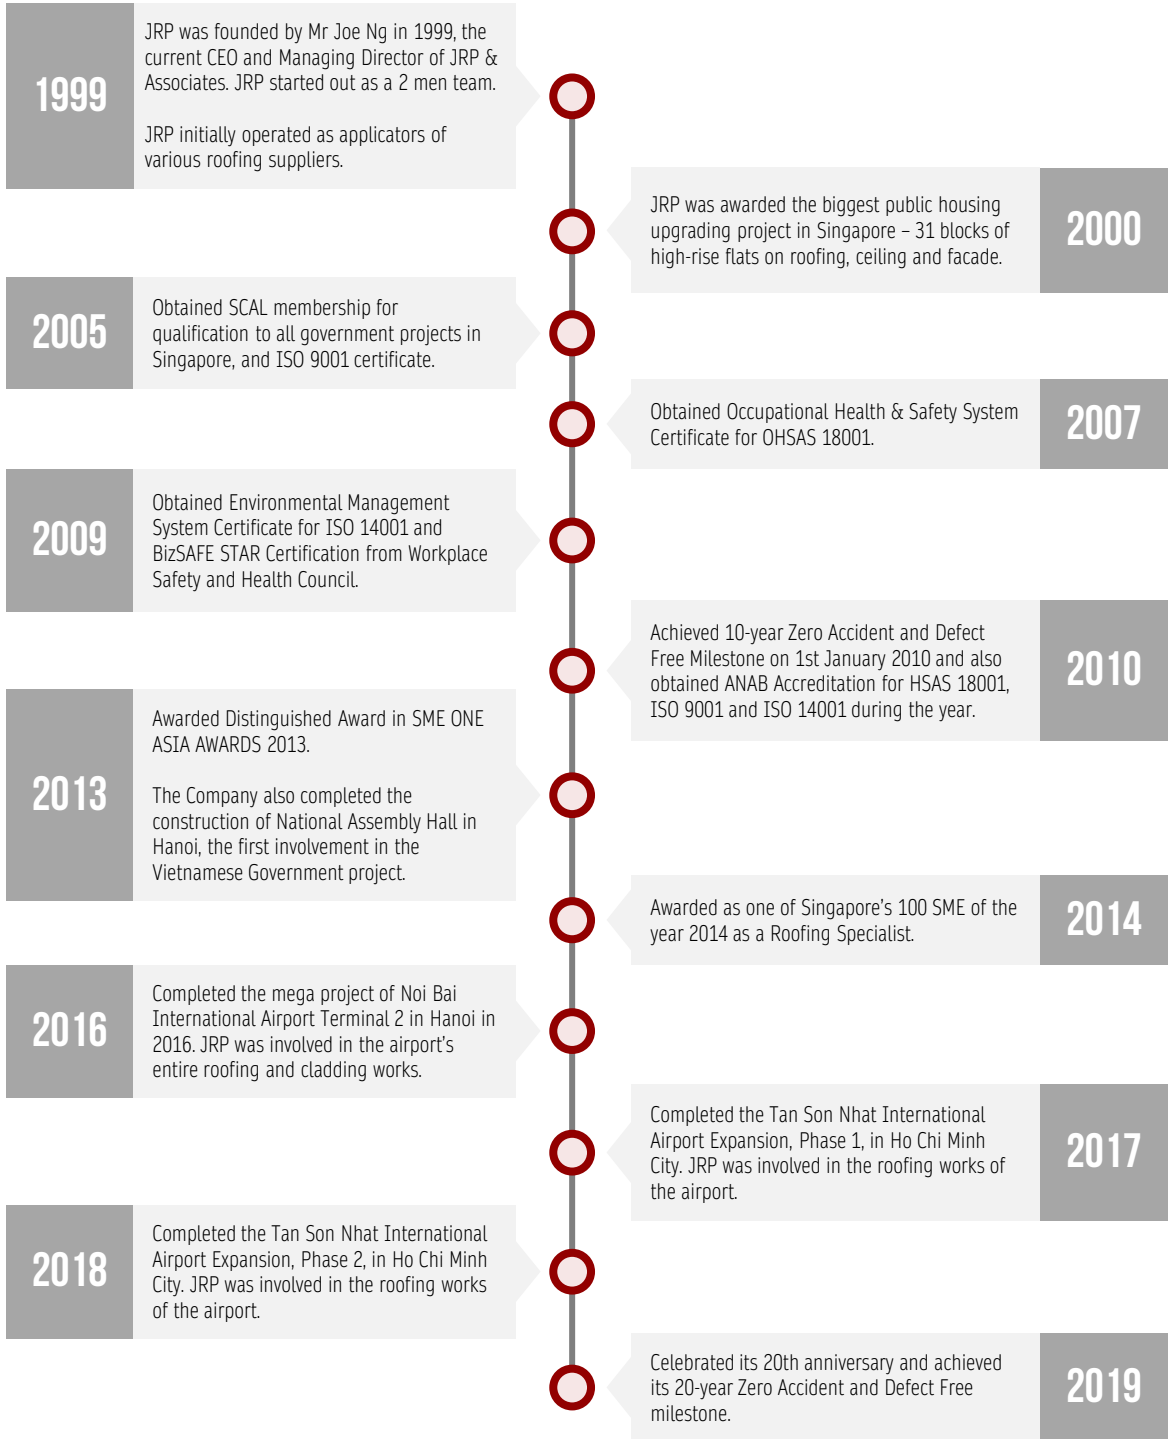 1999
JRP was founded by Mr Joe Ng in 1999, the
current CEO and Managing Director of JRP &
Associates. JRP started out as a 2 men team.
JRP initially operated as applicators of
various roofing suppliers.
JRP was awarded the biggest public housing
upgrading project in Singapore – 31 blocks of
high-rise flats on roofing, ceiling and facade.
2000
2005
Obtained SCAL membership for
qualification to all government projects in
Singapore, and ISO 9001 certificate.
Obtained Occupational Health & Safety System
Certificate for OHSAS 18001.
2007
2009
Obtained Environmental Management
System Certificate for ISO 14001 and
BizSAFE STAR Certification from Workplace
Safety and Health Council.
Achieved 10-year Zero Accident and Defect
Free Milestone on 1st January 2010 and also
obtained ANAB Accreditation for HSAS 18001,
ISO 9001 and ISO 14001 during the year.
2010
2013
Awarded Distinguished Award in SME ONE
ASIA AWARDS 2013.
The Company also completed the
construction of National Assembly Hall in
Hanoi, the first involvement in the
Vietnamese Government project.
Awarded as one of Singapore's 100 SME of the
year 2014 as a Roofing Specialist.
2014
2016
Completed the mega project of Noi Bai
International Airport Terminal 2 in Hanoi in
2016. JRP was involved in the airport's
entire roofing and cladding works.
Completed the Tan Son Nhat International
Airport Expansion, Phase 1, in Ho Chi Minh
City. JRP was involved in the roofing works of
the airport.
2017
2018
Completed the Tan Son Nhat International
Airport Expansion, Phase 2, in Ho Chi Minh
City. JRP was involved in the roofing works
of the airport.
Celebrated its 20th anniversary and achieved
its 20-year Zero Accident and Defect Free
milestone.
2019